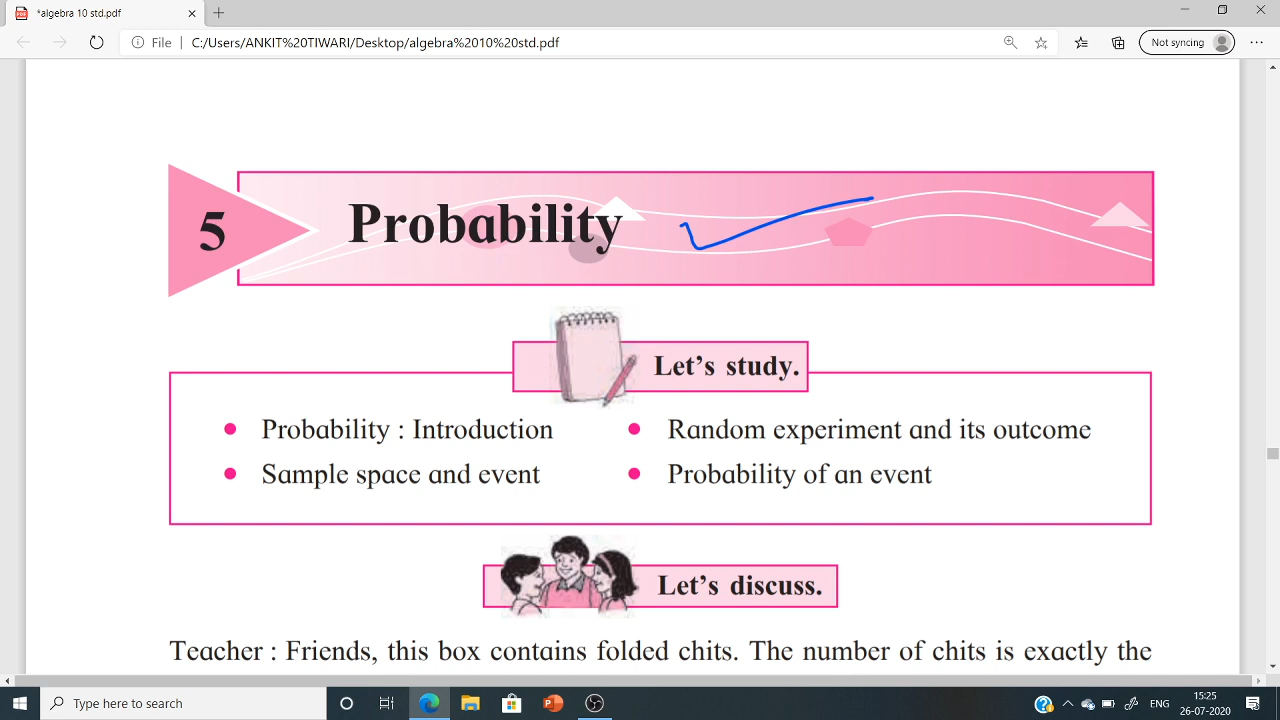 *algebra 10 std.pdf
File | C:/Users/ANKIT%20TIWARI/Desktop/algebra%2010%20std.pdf
Not syncing
5
Probability
Let's study.
• Probability : Introduction • Random experiment and its outcome
• Sample space and event • Probability of an event
Let's discuss.
Teacher : Friends, this box contains folded chits. The number of chits is exactly the
Type here to search
ENG
15:25
26-07-2020